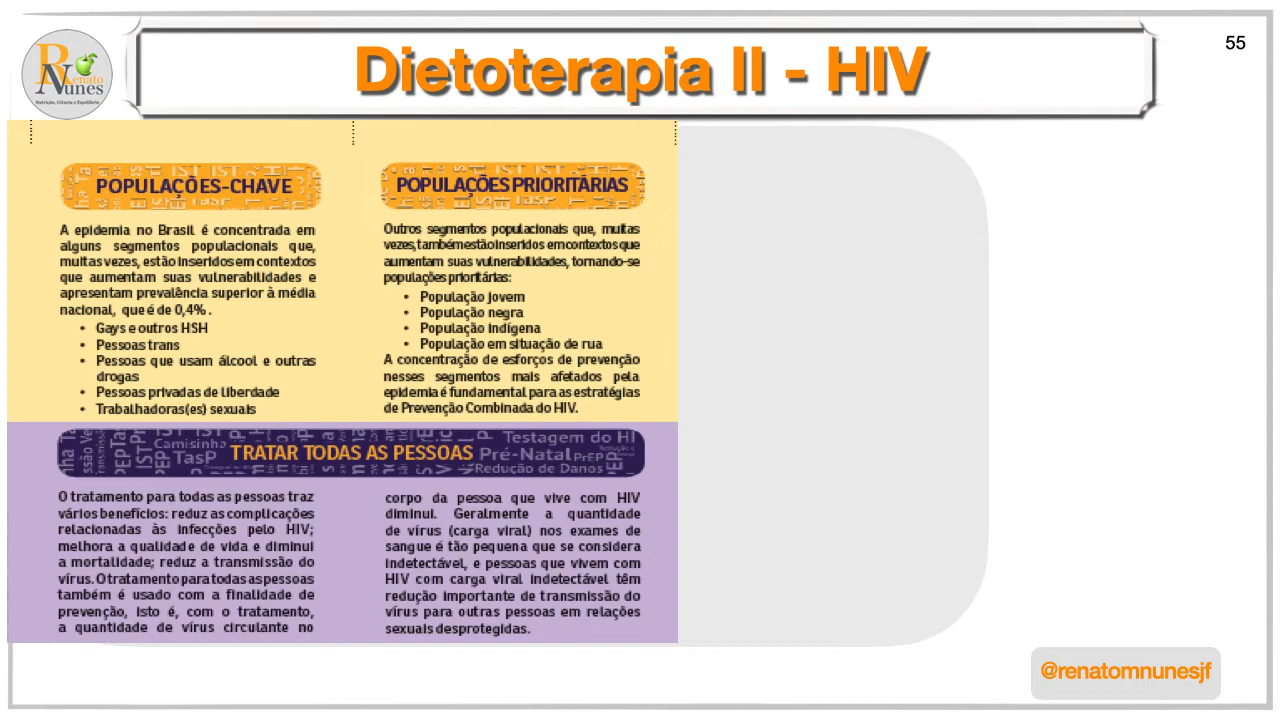 Dietoterapia II - HIV
55
RN
Renato
Nunes
Nutrição, Ciência e Equilíbrio
POPULAÇÕES-CHAVE
A epidemia no Brasil é concentrada em
alguns segmentos populacionais que,
muitas vezes, estão inseridos em contextos
que aumentam suas vulnerabilidades e
apresentam prevalência superior à média
nacional, que é de 0,4% .
• Gays e outros HSH
• Pessoas trans
• Pessoas que usam álcool e outras
drogas
• Pessoas privadas de liberdade
• Trabalhadoras(es) sexuais
POPULAÇÕES PRIORITÁRIAS
Outros segmentos populacionais que, muitas
vezes, também estão inseridos em contextos que
aumentam suas vulnerabilidades, tornando-se
populações prioritárias:
• População jovem
• População negra
• População indígena
• População em situação de rua
A concentração de esforços de prevenção
nesses segmentos mais afetados pela
epidemia é fundamental para as estratégias
de Prevenção Combinada do HIV.
TRATAR TODAS AS PESSOAS
Camisinha
TasP
Testagem do HI
Pré-Natal
PrEP
Redução de Danos
O tratamento para todas as pessoas traz
vários benefícios: reduz as complicações
relacionadas às infecções pelo HIV;
melhora a qualidade de vida e diminui
a mortalidade; reduz a transmissão do
vírus. O tratamento para todas as pessoas
também é usado com a finalidade de
prevenção, isto é, com o tratamento,
a quantidade de vírus circulante no
corpo da pessoa que vive com HIV
diminui. Geralmente a quantidade
de vírus (carga viral) nos exames de
sangue é tão pequena que se considera
indetectável, e pessoas que vivem com
HIV com carga viral indetectável têm
redução importante de transmissão do
vírus para outras pessoas em relações
sexuais desprotegidas.
@renatomnunesjf